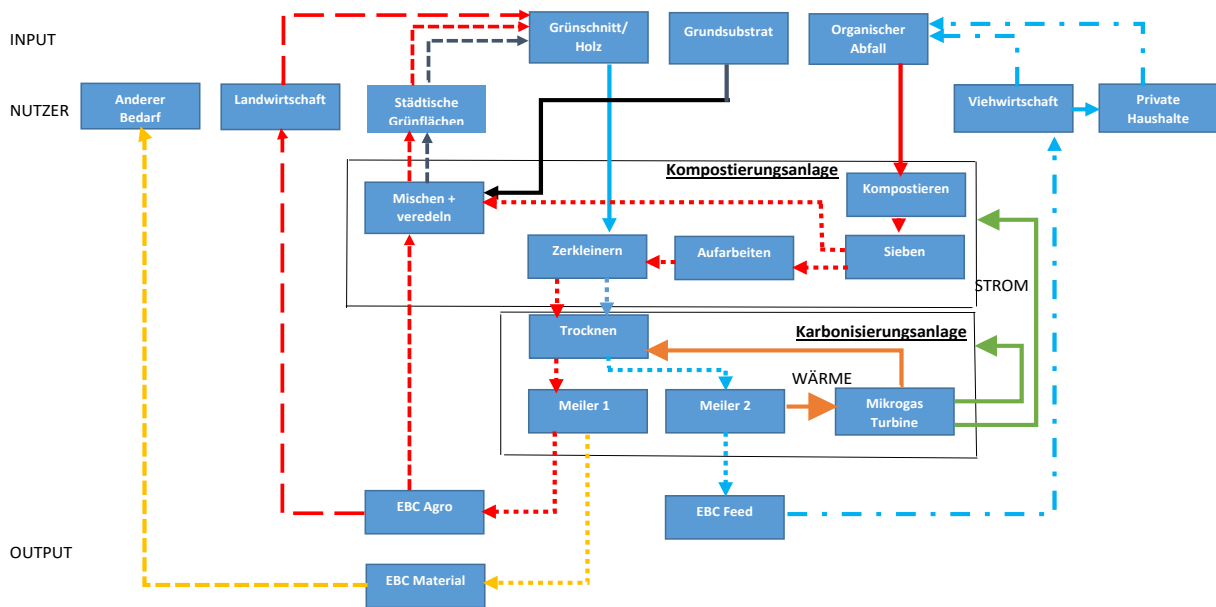 INPUT
Grünschnitt/
Holz
Grundsubstrat
Organischer
Abfall
NUTZER
Anderer
Bedarf
Landwirtschaft
Städtische
Grünflächen
Viehwirtschaft
Private
Haushalte
Kompostierungsanlage
Mischen +
veredeln
Kompostieren
Zerkleinern
Aufarbeiten
Sieben
STROM
Trocknen
Karbonisierungsanlage
WÄRME
Meiler 1
Meiler 2
Mikrogas
Turbine
EBC Agro
EBC Feed
OUTPUT
EBC Material